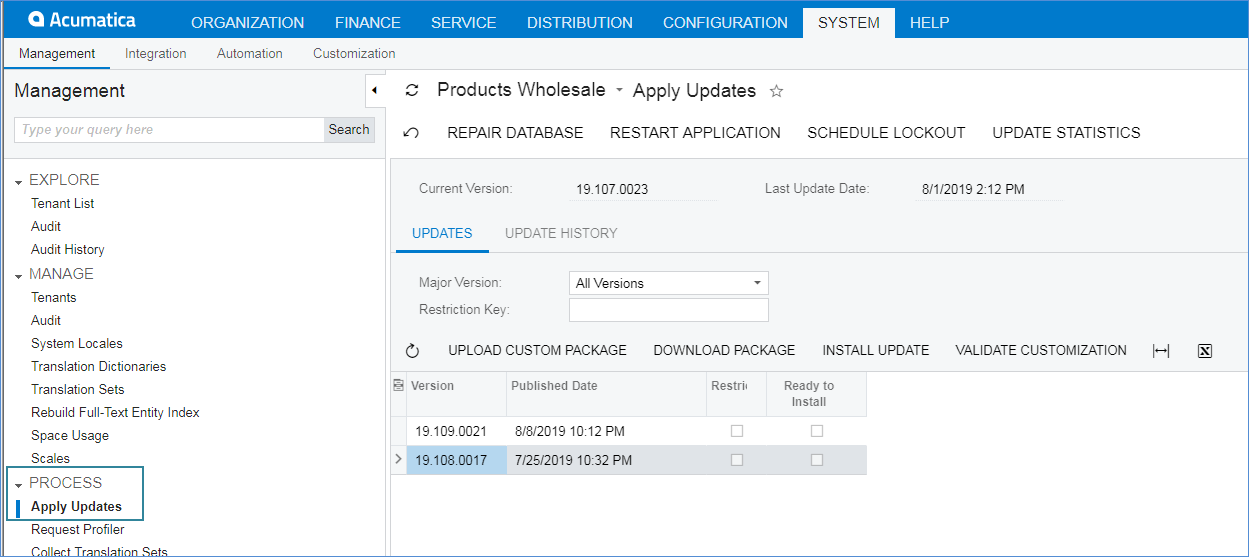 Acumatica ORGANIZATION FINANCE SERVICE DISTRIBUTION CONFIGURATION SYSTEM HELP
Management Integration Automation Customization
Management
Type your query here Search
EXPLORE
Tenant List
Audit
Audit History
MANAGE
Tenants
Audit
System Locales
Translation Dictionaries
Translation Sets
Rebuild Full-Text Entity Index
Space Usage
Scales
PROCESS
Apply Updates
Request Profiler
Collect Translation Sets
Products Wholesale Apply Updates
REPAIR DATABASE RESTART APPLICATION SCHEDULE LOCKOUT UPDATE STATISTICS
Current Version: 19.107.0023 Last Update Date: 8/1/2019 2:12 PM
UPDATES UPDATE HISTORY
Major Version: All Versions
Restriction Key:
UPLOAD CUSTOM PACKAGE DOWNLOAD PACKAGE INSTALL UPDATE VALIDATE CUSTOMIZATION
Version Published Date Restric Ready to
Install
19.109.0021 8/8/2019 10:12 PM
19.108.0017 7/25/2019 10:32 PM